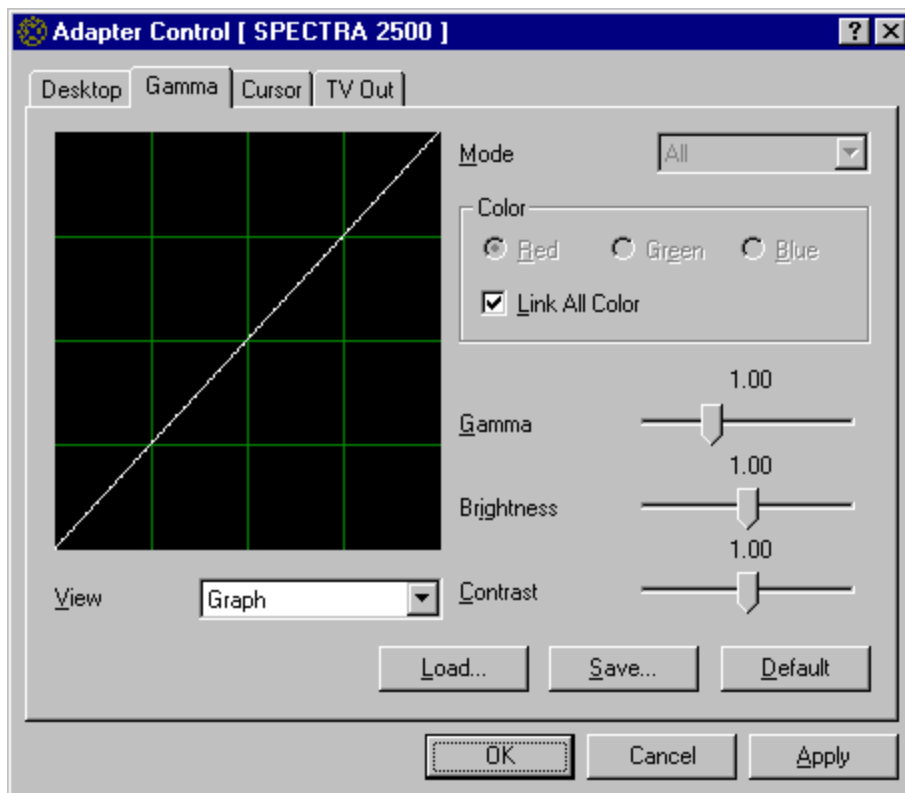 Adapter Control [ SPECTRA 2500 ]
Desktop Gamma Cursor TV Out
Mode All
Color
Red Green Blue
Link All Color
1.00
Gamma
1.00
Brightness
1.00
Contrast
View Graph
Load... Save... Default
OK Cancel Apply